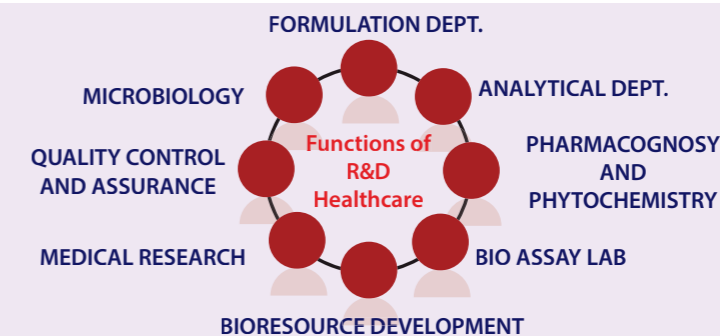 FORMULATION DEPT.
ANALYTICAL DEPT.
PHARMACOGNOSY
AND
PHYTOCHEMISTRY
BIO ASSAY LAB
BIORESOURCE DEVELOPMENT
MEDICAL RESEARCH
QUALITY CONTROL
AND ASSURANCE
MICROBIOLOGY
Functions of
R&D
Healthcare